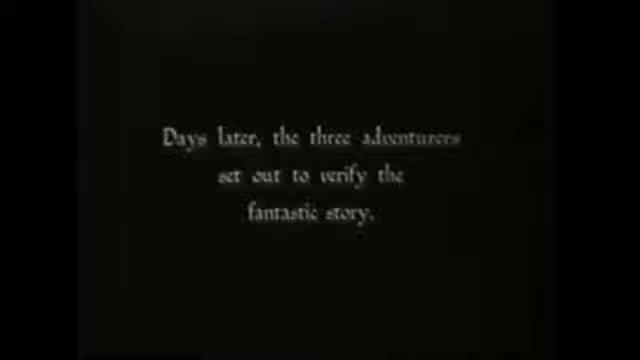 Days later, the three adventurers
set out to verify the
fantastic story.